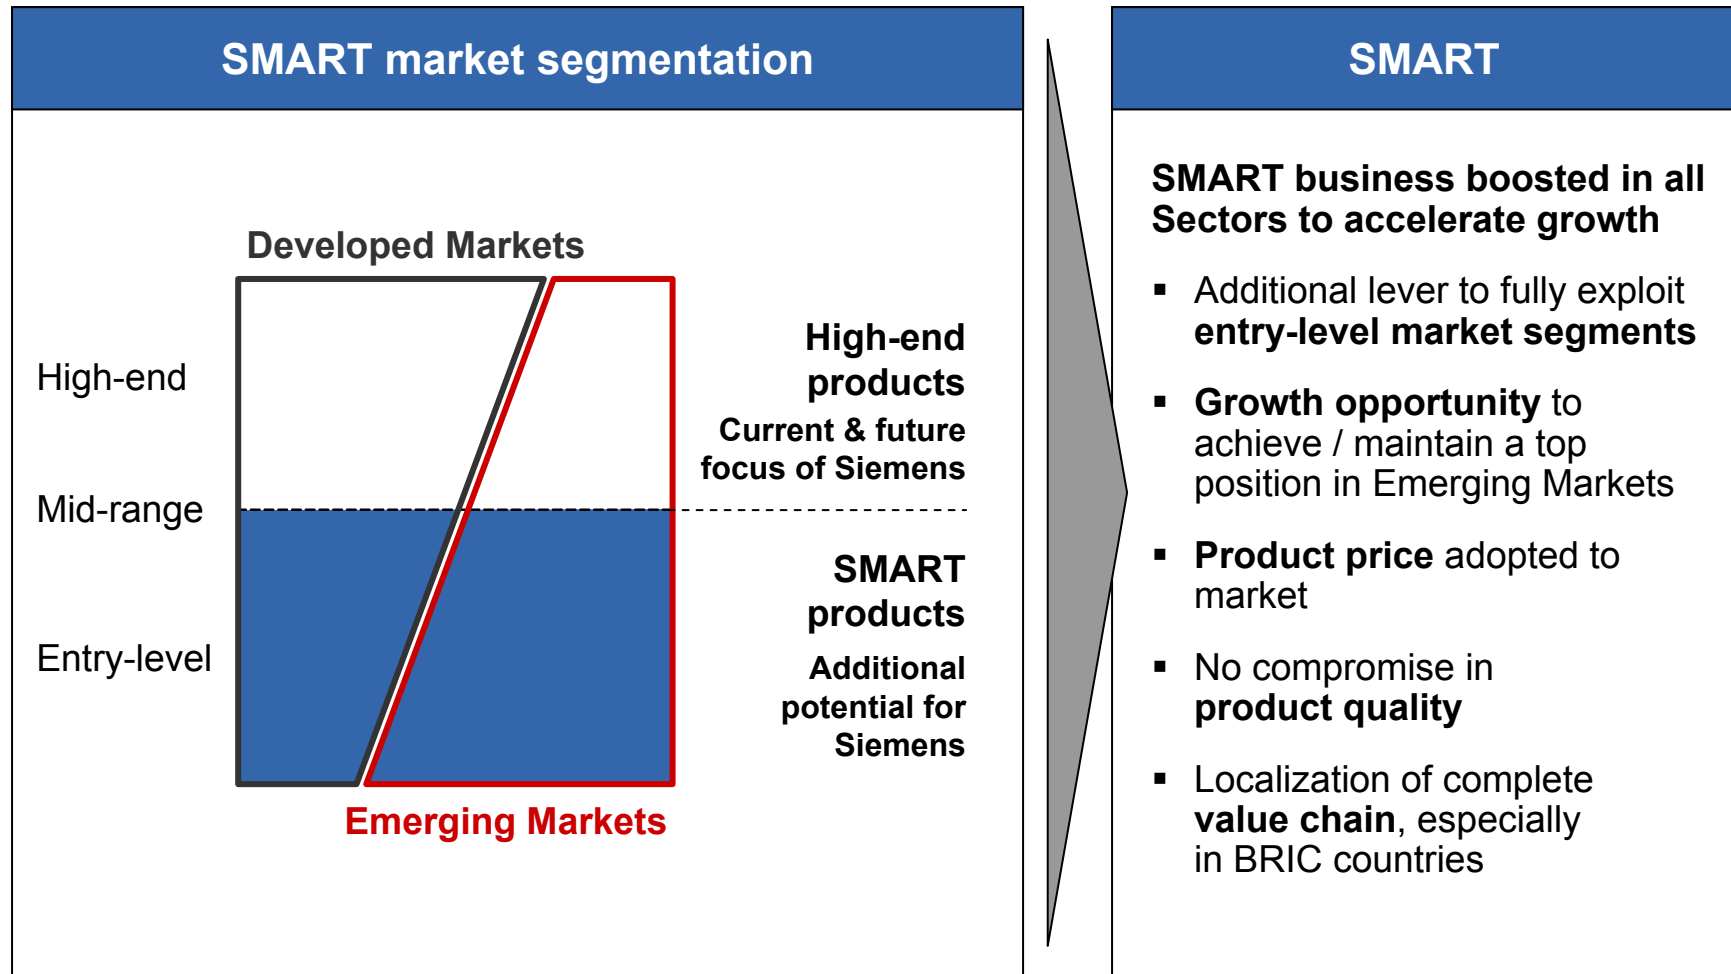 SMART market segmentation
Developed Markets
High-end
Mid-range
Entry-level
High-end
products
Current & future
focus of Siemens
SMART
products
Additional
potential for
Siemens
Emerging Markets
SMART
SMART business boosted in all
Sectors to accelerate growth
▪ Additional lever to fully exploit
entry-level market segments
▪ Growth opportunity to
achieve / maintain a top
position in Emerging Markets
▪ Product price adopted to
market
▪ No compromise in
product quality
▪ Localization of complete
value chain, especially
in BRIC countries